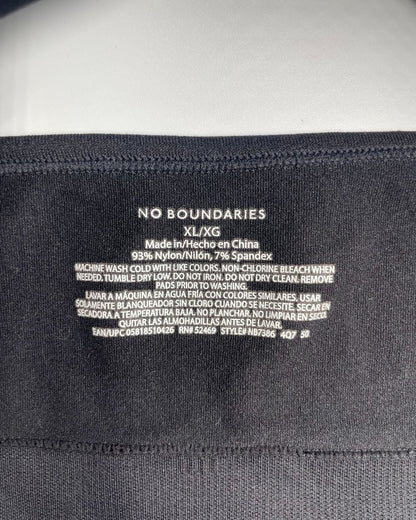 NO BOUNDARIES
XL/XG
Made in/Hecho en China
93% Nylon/Nilón, 7% Spandex
MACHINE WASH COLD WITH LIKE COLORS. NON-CHLORINE BLEACH WHEN
NEEDED. TUMBLE DRY LOW. DO NOT IRON. DO NOT DRY CLEAN. REMOVE
PADS PRIOR TO WASHING.
LAVAR A MÁQUINA EN AGUA FRÍA CON COLORES SIMILARES. USAR
SOLAMENTE BLANQUEADOR SIN CLORO CUANDO SE NECESITE. SECAR EN
SECADORA A TEMPERATURA BAJA. NO PLANCHAR. NO LIMPIAR EN SECO.
QUITAR LAS ALMOHADILLAS ANTES DE LAVAR.
EAN/UPC 05818510426 RN# 52469 STYLE# NB7386 4Q7 50